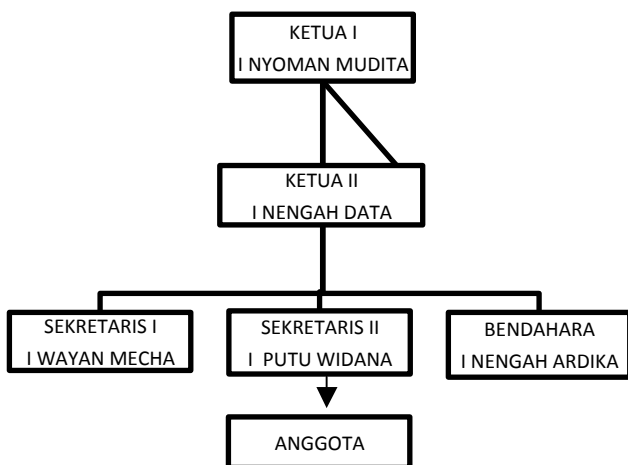 KETUA I
I NYOMAN MUDITA
KETUA II
I NENGAH DATA
SEKRETARIS I
I WAYAN MECHA
SEKRETARIS II
I  PUTU WIDANA
BENDAHARA
I NENGAH ARDIKA
ANGGOTA